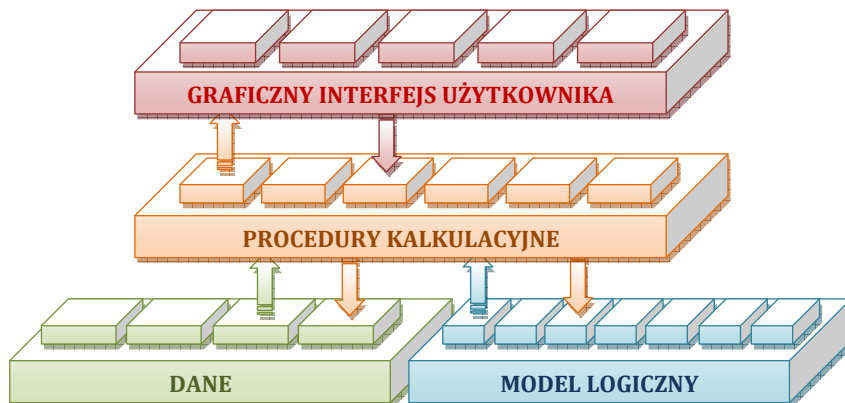 GRAFICZNY INTERFEJS UŻYTKOWNIKA
PROCEDURY KALKULACYJNE
DANE
MODEL LOGICZNY